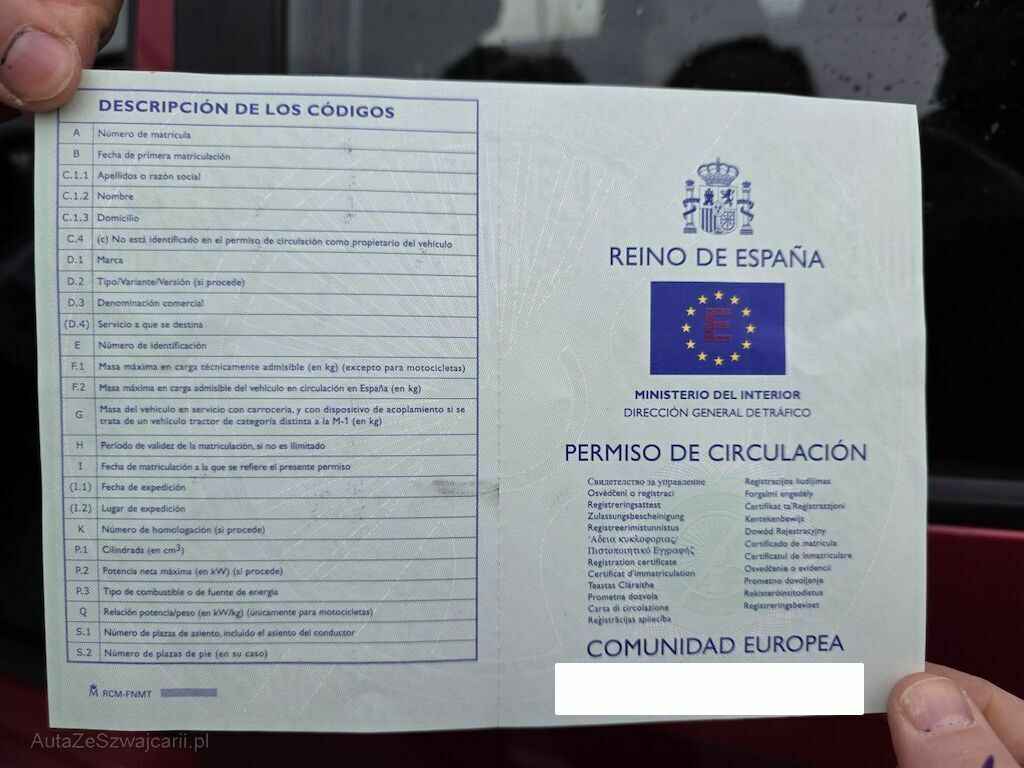 DESCRIPCIÓN DE LOS CÓDIGOS
A Número de matrícula
B Fecha de primera matriculación
C.1.1 Apellidos o razón social
C.1.2 Nombre
C.1.3 Domicilio
C.4 (c) No está identificado en el permiso de circulación como propietario del vehículo
D.1 Marca
D.2 Tipo/Variante/Versión (si procede)
D.3 Denominación comercial
(D.4) Servicio a que se destina
E Número de identificación
F.1 Masa máxima en carga técnicamente admisible (en kg) (excepto para motocicletas)
F.2 Masa máxima en carga admisible del vehículo en circulación en España (en kg)
G Masa del vehículo en servicio con carrocería, y con dispositivo de acoplamiento si se
trata de un vehículo tractor de categoría distinta a la M-1 (en kg)
H Período de validez de la matriculación, si no es ilimitado
I Fecha de matriculación a la que se refiere el presente permiso
(I.1) Fecha de expedición
(I.2) Lugar de expedición
K Número de homologación (si procede)
P.1 Cilindrada (en cm³)
P.2 Potencia neta máxima (en kW) (si procede)
P.3 Tipo de combustible o de fuente de energía
Q Relación potencia/peso (en kW/kg) (únicamente para motocicletas)
S.1 Número de plazas de asiento, incluido el asiento del conductor
S.2 Número de plazas de pie (en su caso)
RCM-FNMT
REINO DE ESPAÑA
E
MINISTERIO DEL INTERIOR
DIRECCIÓN GENERAL DE TRÁFICO
PERMISO DE CIRCULACIÓN
Свидетелство за управление
Osvědčení o registraci
Registreringsattest
Zulassungsbescheinigung
Registreerimistunnistus
'Αδεια κυκλοφορίας/
Πιστοποιητικό Εγγραφής
Registration certificate
Certificat d'immatriculation
Teastas Cláraithe
Prometna dozvola
Carta di circolazione
Reģistrācijas apliecība
Registracijos liudijimas
Forgalmi engedély
Certifikat ta'Reġistrazzjoni
Kentekenbewijs
Dowód Rejestracyjny
Certificado de matrícula
Certificatul de înmatriculare
Osvedčenie o evidencii
Prometno dovoljenje
Rekisteröintitodistus
Registreringsbeviset
COMUNIDAD EUROPEA
AutaZeSzwajcarii.pl